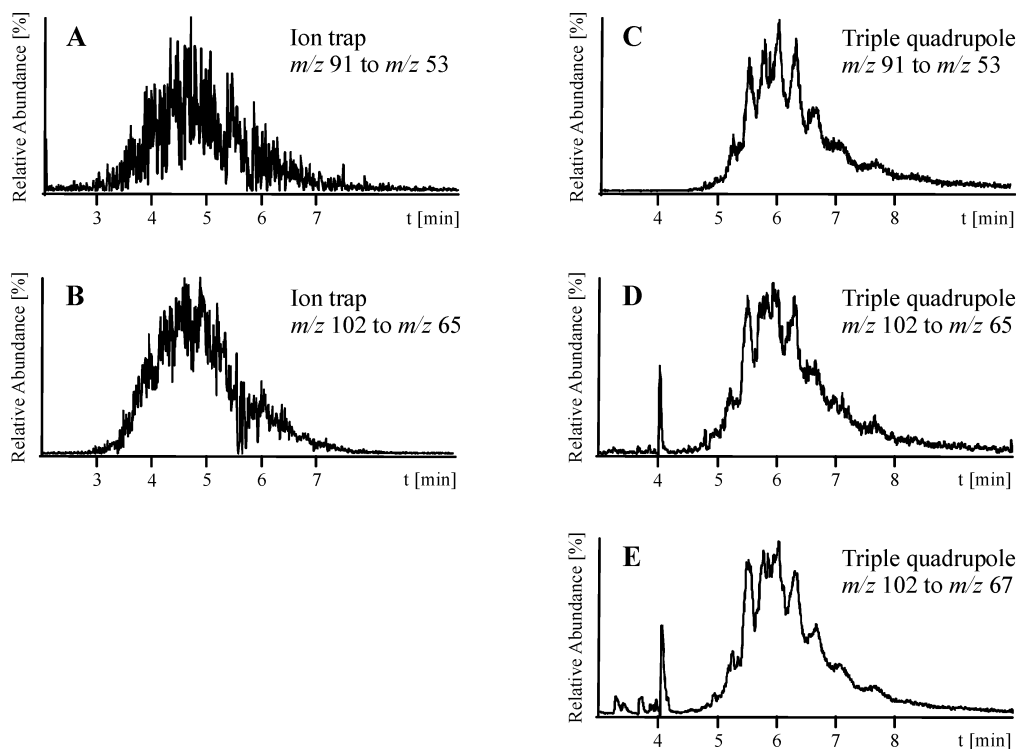 A
Ion trap
m/z 91 to m/z 53
Relative Abundance [%]
3 4 5 6 7 t [min]
B
Ion trap
m/z 102 to m/z 65
Relative Abundance [%]
3 4 5 6 7 t [min]
C
Triple quadrupole
m/z 91 to m/z 53
Relative Abundance [%]
4 5 6 7 8 t [min]
D
Triple quadrupole
m/z 102 to m/z 65
Relative Abundance [%]
4 5 6 7 8 t [min]
E
Triple quadrupole
m/z 102 to m/z 67
Relative Abundance [%]
4 5 6 7 8 t [min]